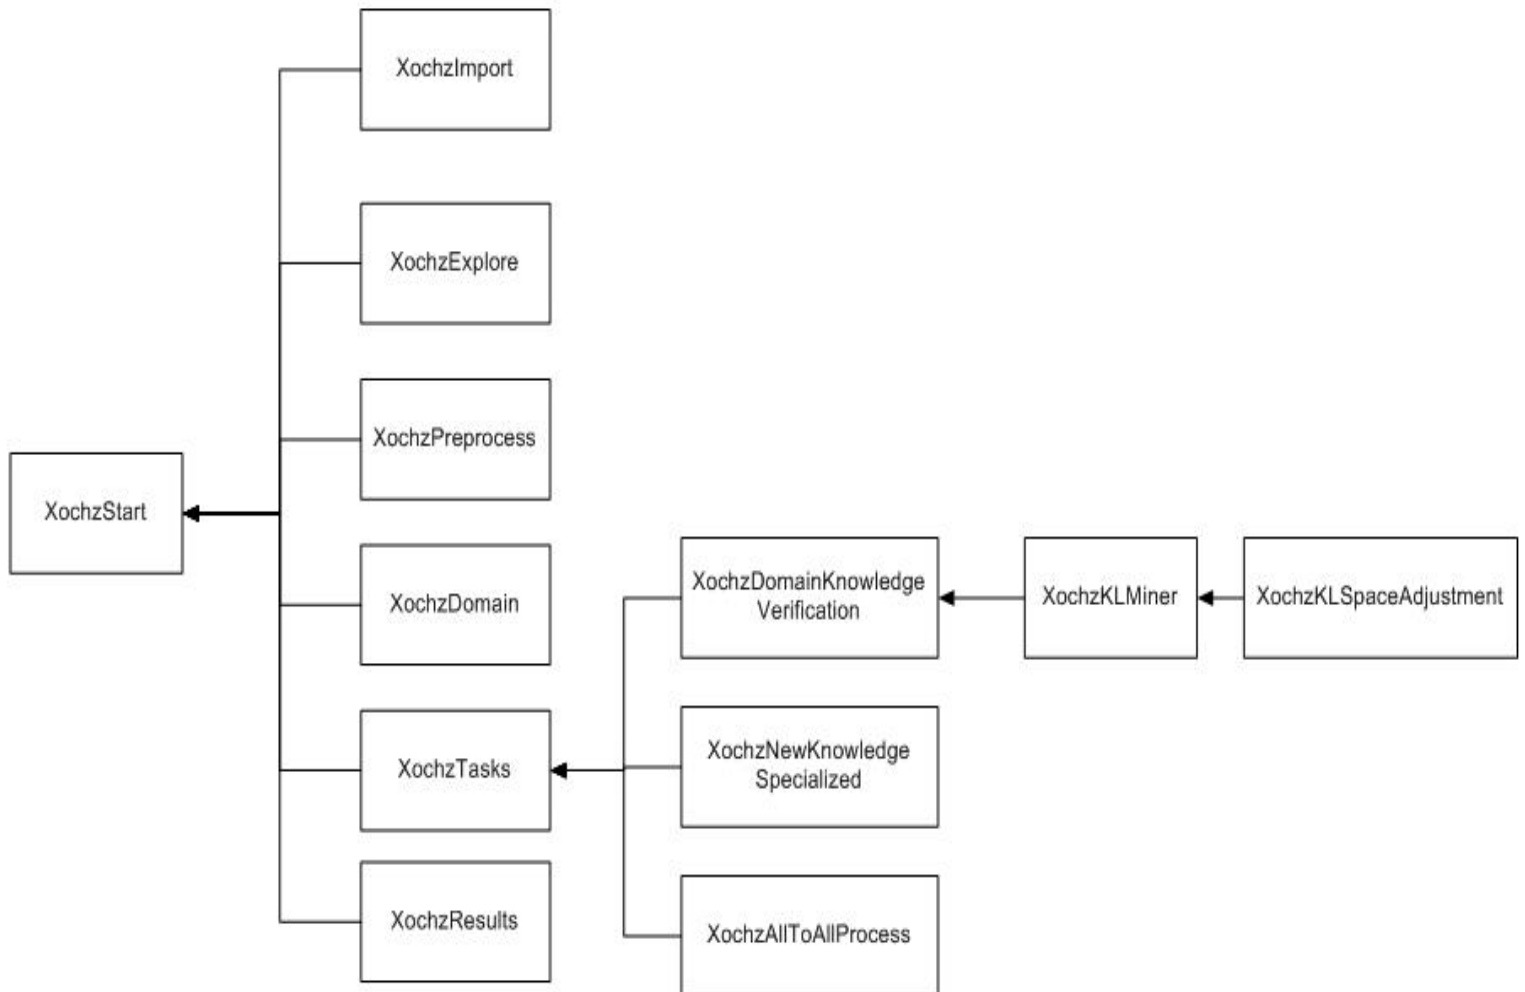 XochzImport
XochzExplore
XochzPreprocess
XochzStart
XochzDomain
XochzDomainKnowledge
Verification
XochzKLMiner
XochzKLSpaceAdjustment
XochzTasks
XochzNewKnowledge
Specialized
XochzResults
XochzAllToAllProcess